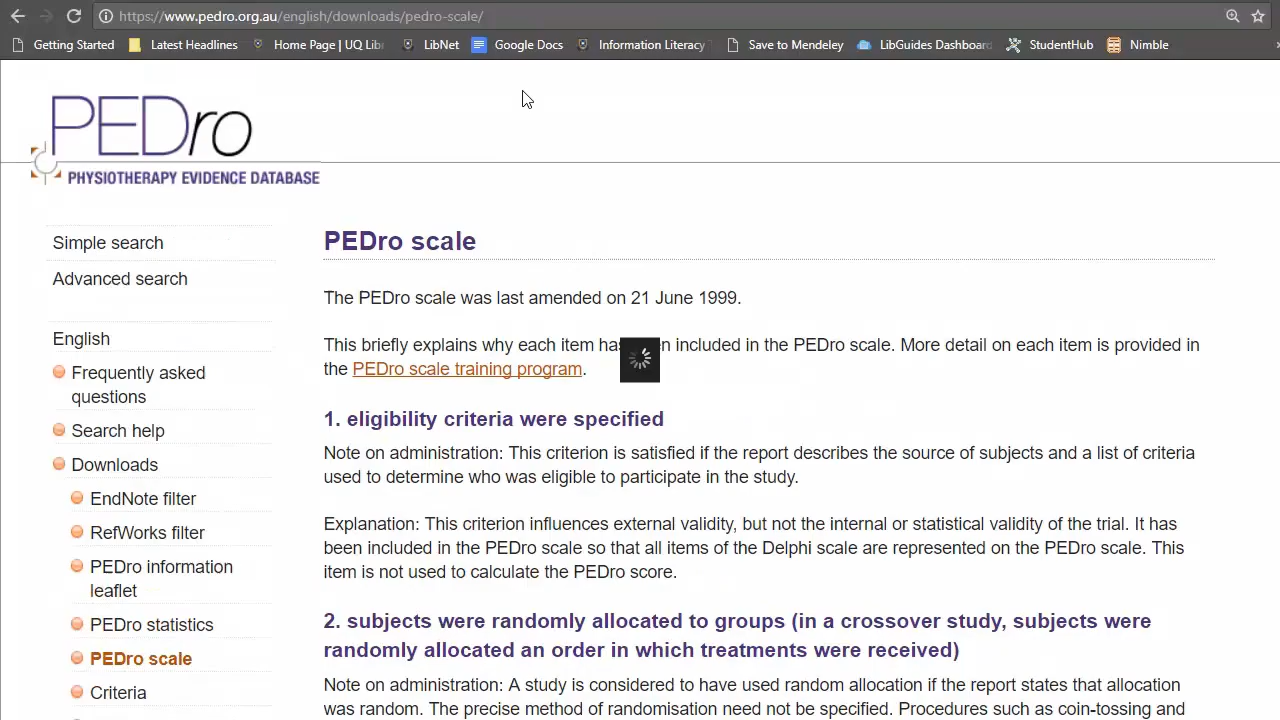 https://www.pedro.org.au/english/downloads/pedro-scale/
Getting Started Latest Headlines Home Page | UQ Lib LibNet Google Docs Information Literacy Save to Mendeley LibGuides Dashboard StudentHub Nimble
PEDro
PHYSIOTHERAPY EVIDENCE DATABASE
Simple search
Advanced search
English
Frequently asked
questions
Search help
Downloads
EndNote filter
RefWorks filter
PEDro information
leaflet
PEDro statistics
PEDro scale
Criteria
PEDro scale
The PEDro scale was last amended on 21 June 1999.
This briefly explains why each item has been included in the PEDro scale. More detail on each item is provided in
the PEDro scale training program.
1. eligibility criteria were specified
Note on administration: This criterion is satisfied if the report describes the source of subjects and a list of criteria
used to determine who was eligible to participate in the study.
Explanation: This criterion influences external validity, but not the internal or statistical validity of the trial. It has
been included in the PEDro scale so that all items of the Delphi scale are represented on the PEDro scale. This
item is not used to calculate the PEDro score.
2. subjects were randomly allocated to groups (in a crossover study, subjects were
randomly allocated an order in which treatments were received)
Note on administration: A study is considered to have used random allocation if the report states that allocation
was random. The precise method of randomisation need not be specified. Procedures such as coin-tossing and